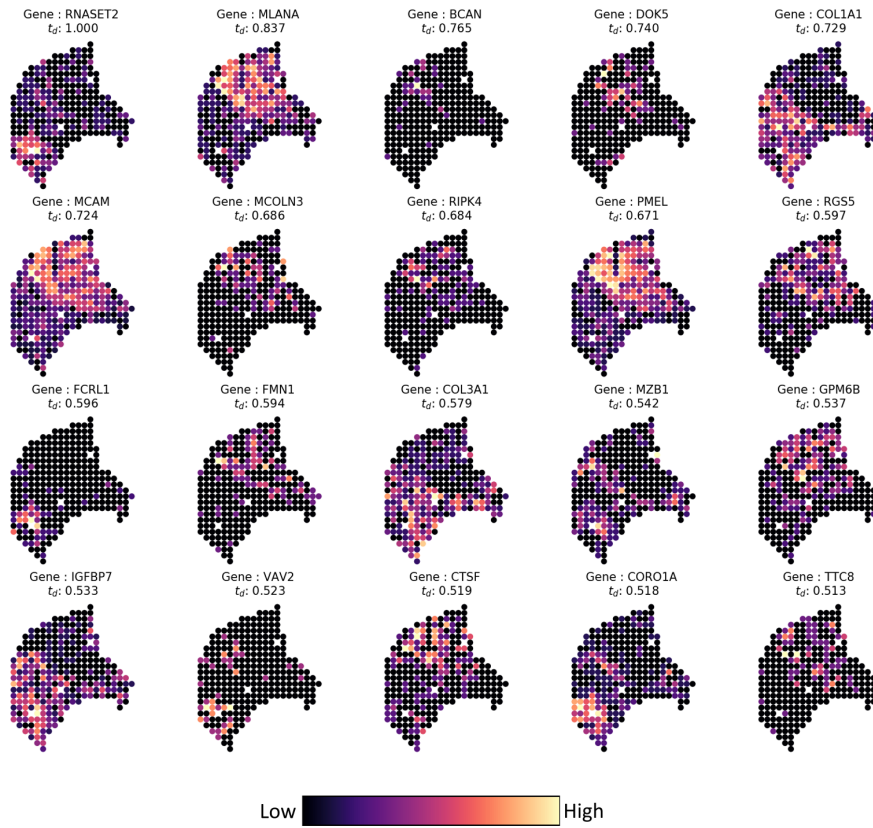 Gene : RNASET2
t_d: 1.000
Gene : MLANA
t_d: 0.837
Gene : BCAN
t_d: 0.765
Gene : DOK5
t_d: 0.740
Gene : COL1A1
t_d: 0.729
Gene : MCAM
t_d: 0.724
Gene : MCOLN3
t_d: 0.686
Gene : RIPK4
t_d: 0.684
Gene : PMEL
t_d: 0.671
Gene : RGS5
t_d: 0.597
Gene : FCRL1
t_d: 0.596
Gene : FMN1
t_d: 0.594
Gene : COL3A1
t_d: 0.579
Gene : MZB1
t_d: 0.542
Gene : GPM6B
t_d: 0.537
Gene : IGFBP7
t_d: 0.533
Gene : VAV2
t_d: 0.523
Gene : CTSF
t_d: 0.519
Gene : CORO1A
t_d: 0.518
Gene : TTC8
t_d: 0.513
Low High